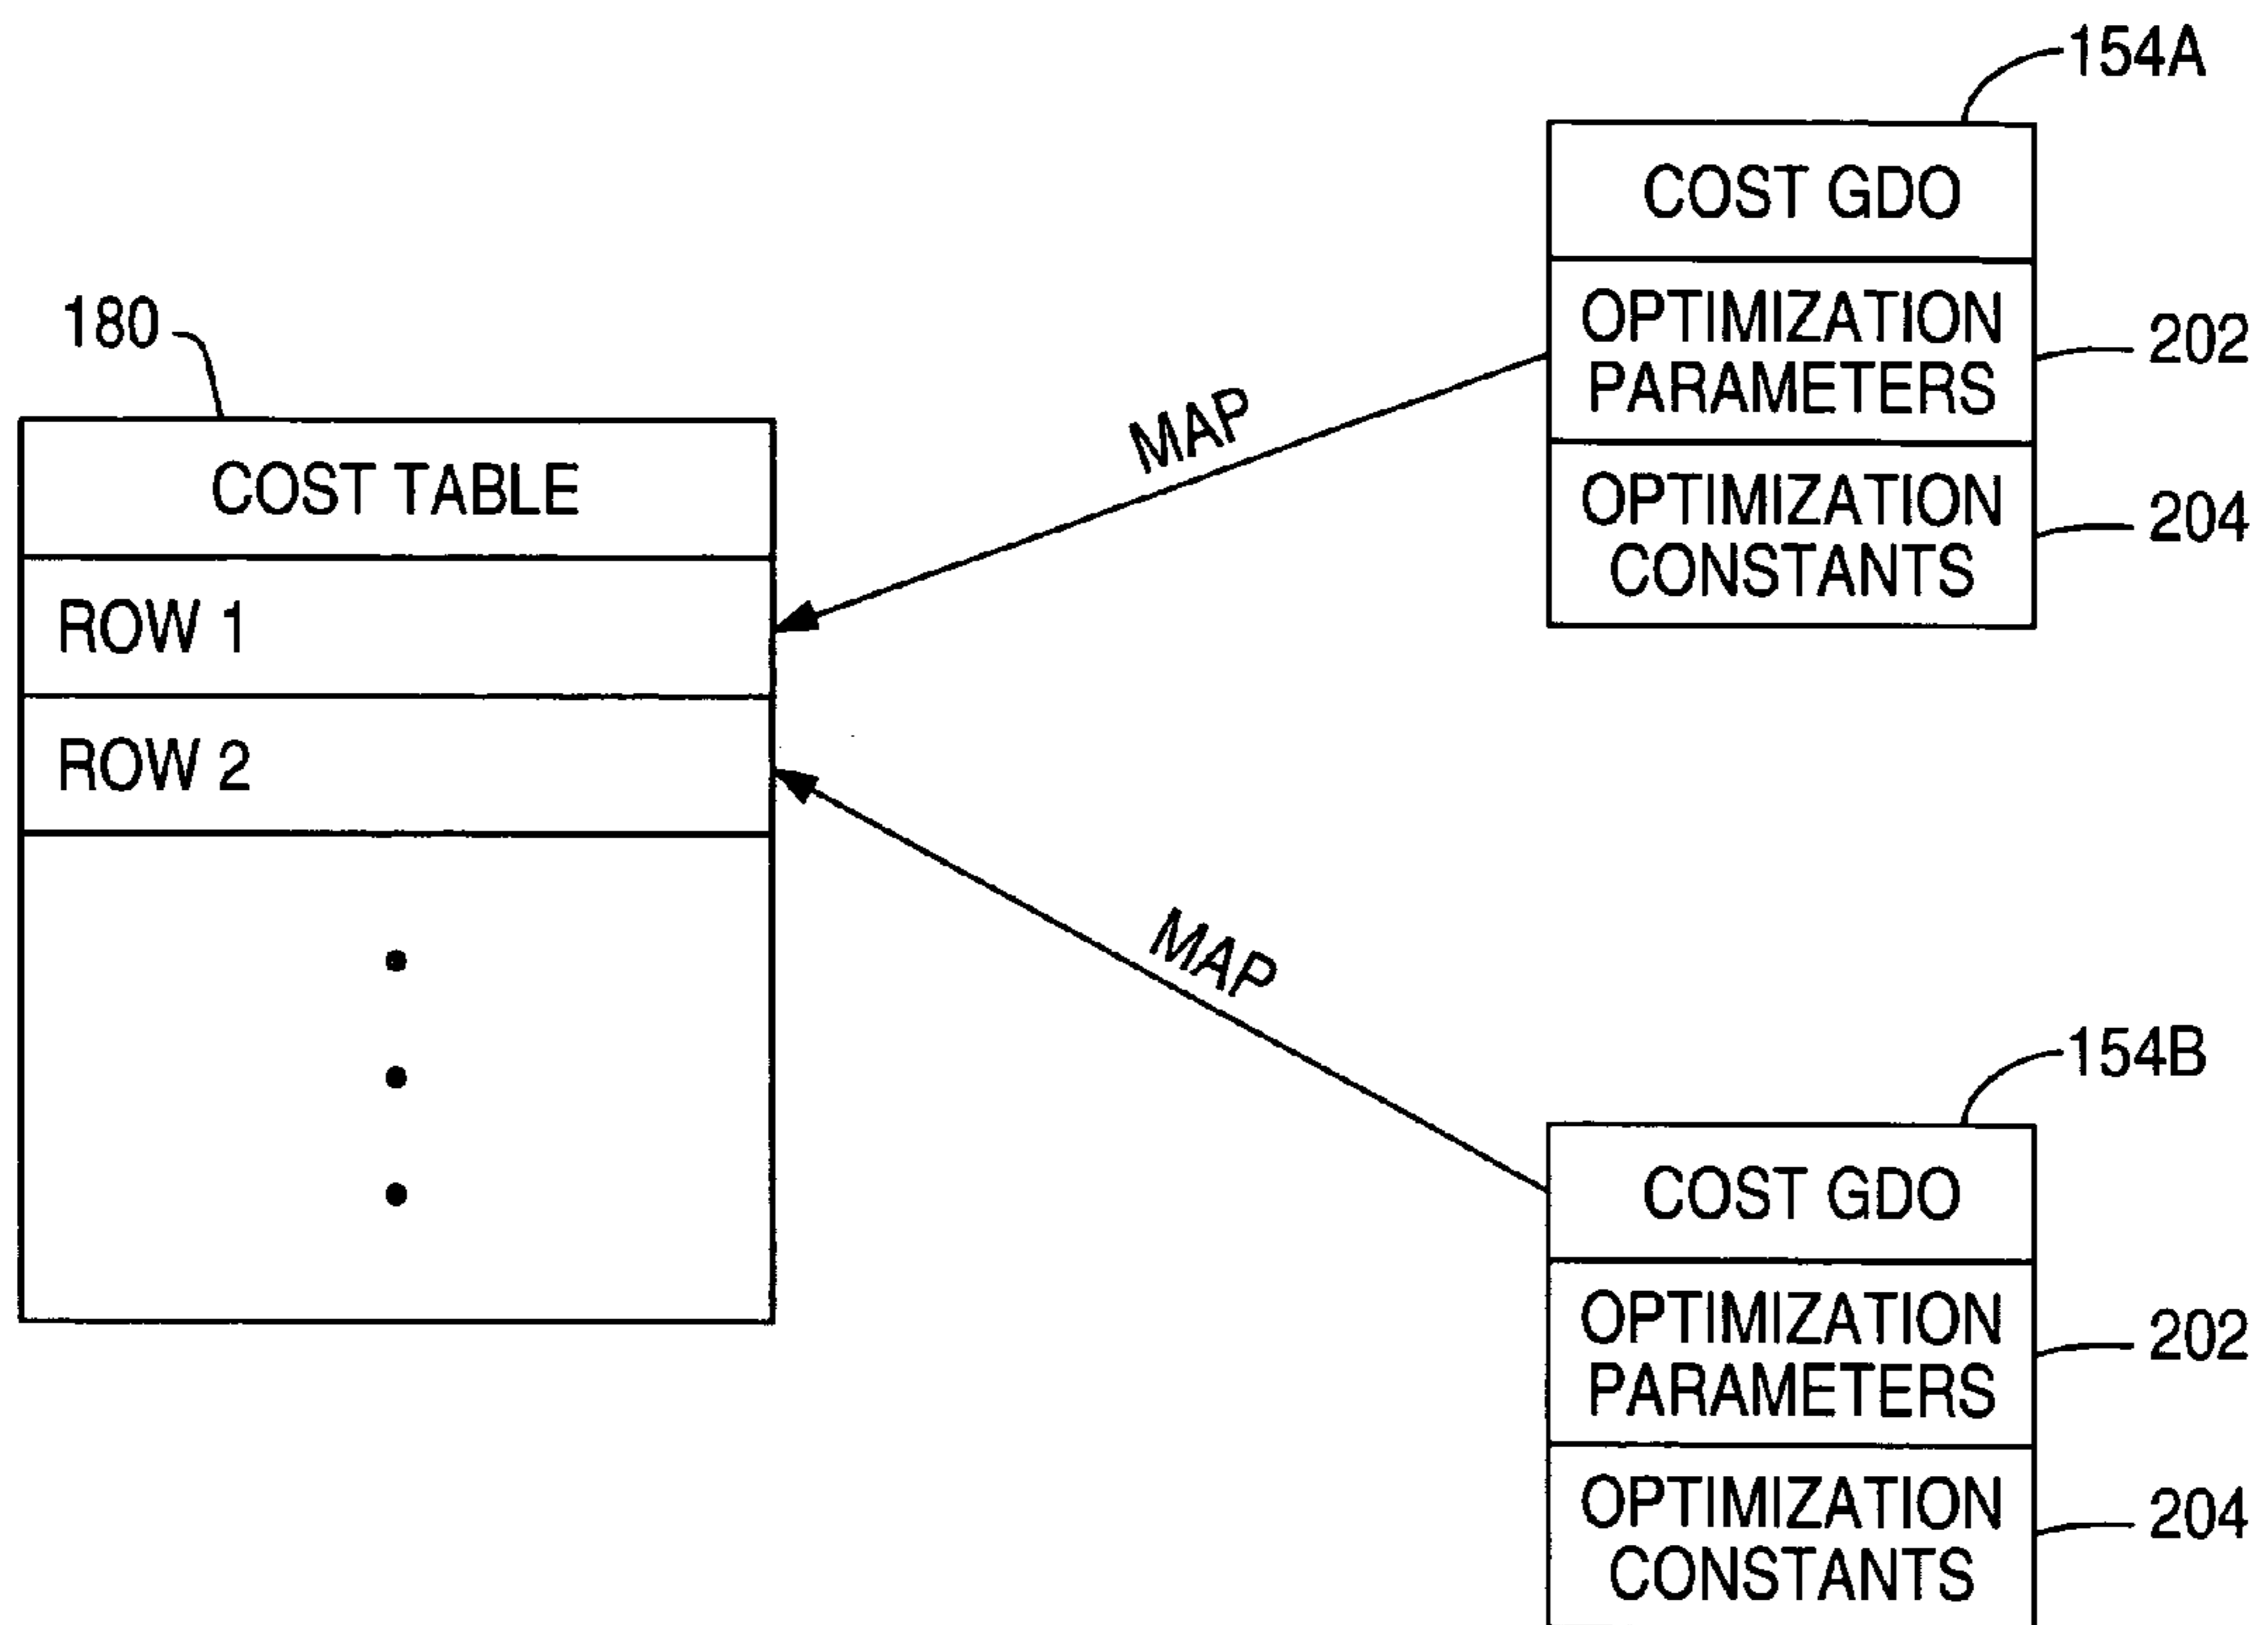 154A
COST GDO
OPTIMIZATION
PARAMETERS
202
OPTIMIZATION
CONSTANTS
204
180
COST TABLE
ROW 1
ROW 2
MAP
MAP
154B
COST GDO
OPTIMIZATION
PARAMETERS
202
OPTIMIZATION
CONSTANTS
204